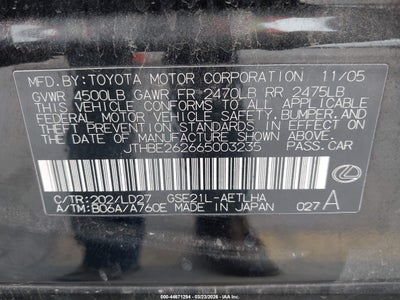 MFD.BY:TOYOTA MOTOR CORPORATION 11/05
GVWR 4500LB GAWR FR 2470LB RR 2475LB
THIS VEHICLE CONFORMS TO ALL APPLICABLE
FEDERAL MOTOR VEHICLE SAFETY,BUMPER,AND
THEFT PREVENTION STANDARDS IN EFFECT ON
THE DATE OF MANUFACTURE SHOWN ABOVE.
JTHBE262665003235 PASS.CAR
C/TR:202/LD27 GSE21L-AETLHA
A/TM:B06A/A760E MADE IN JAPAN 027 A
000-44671294 - 03/23/2026 - IAA